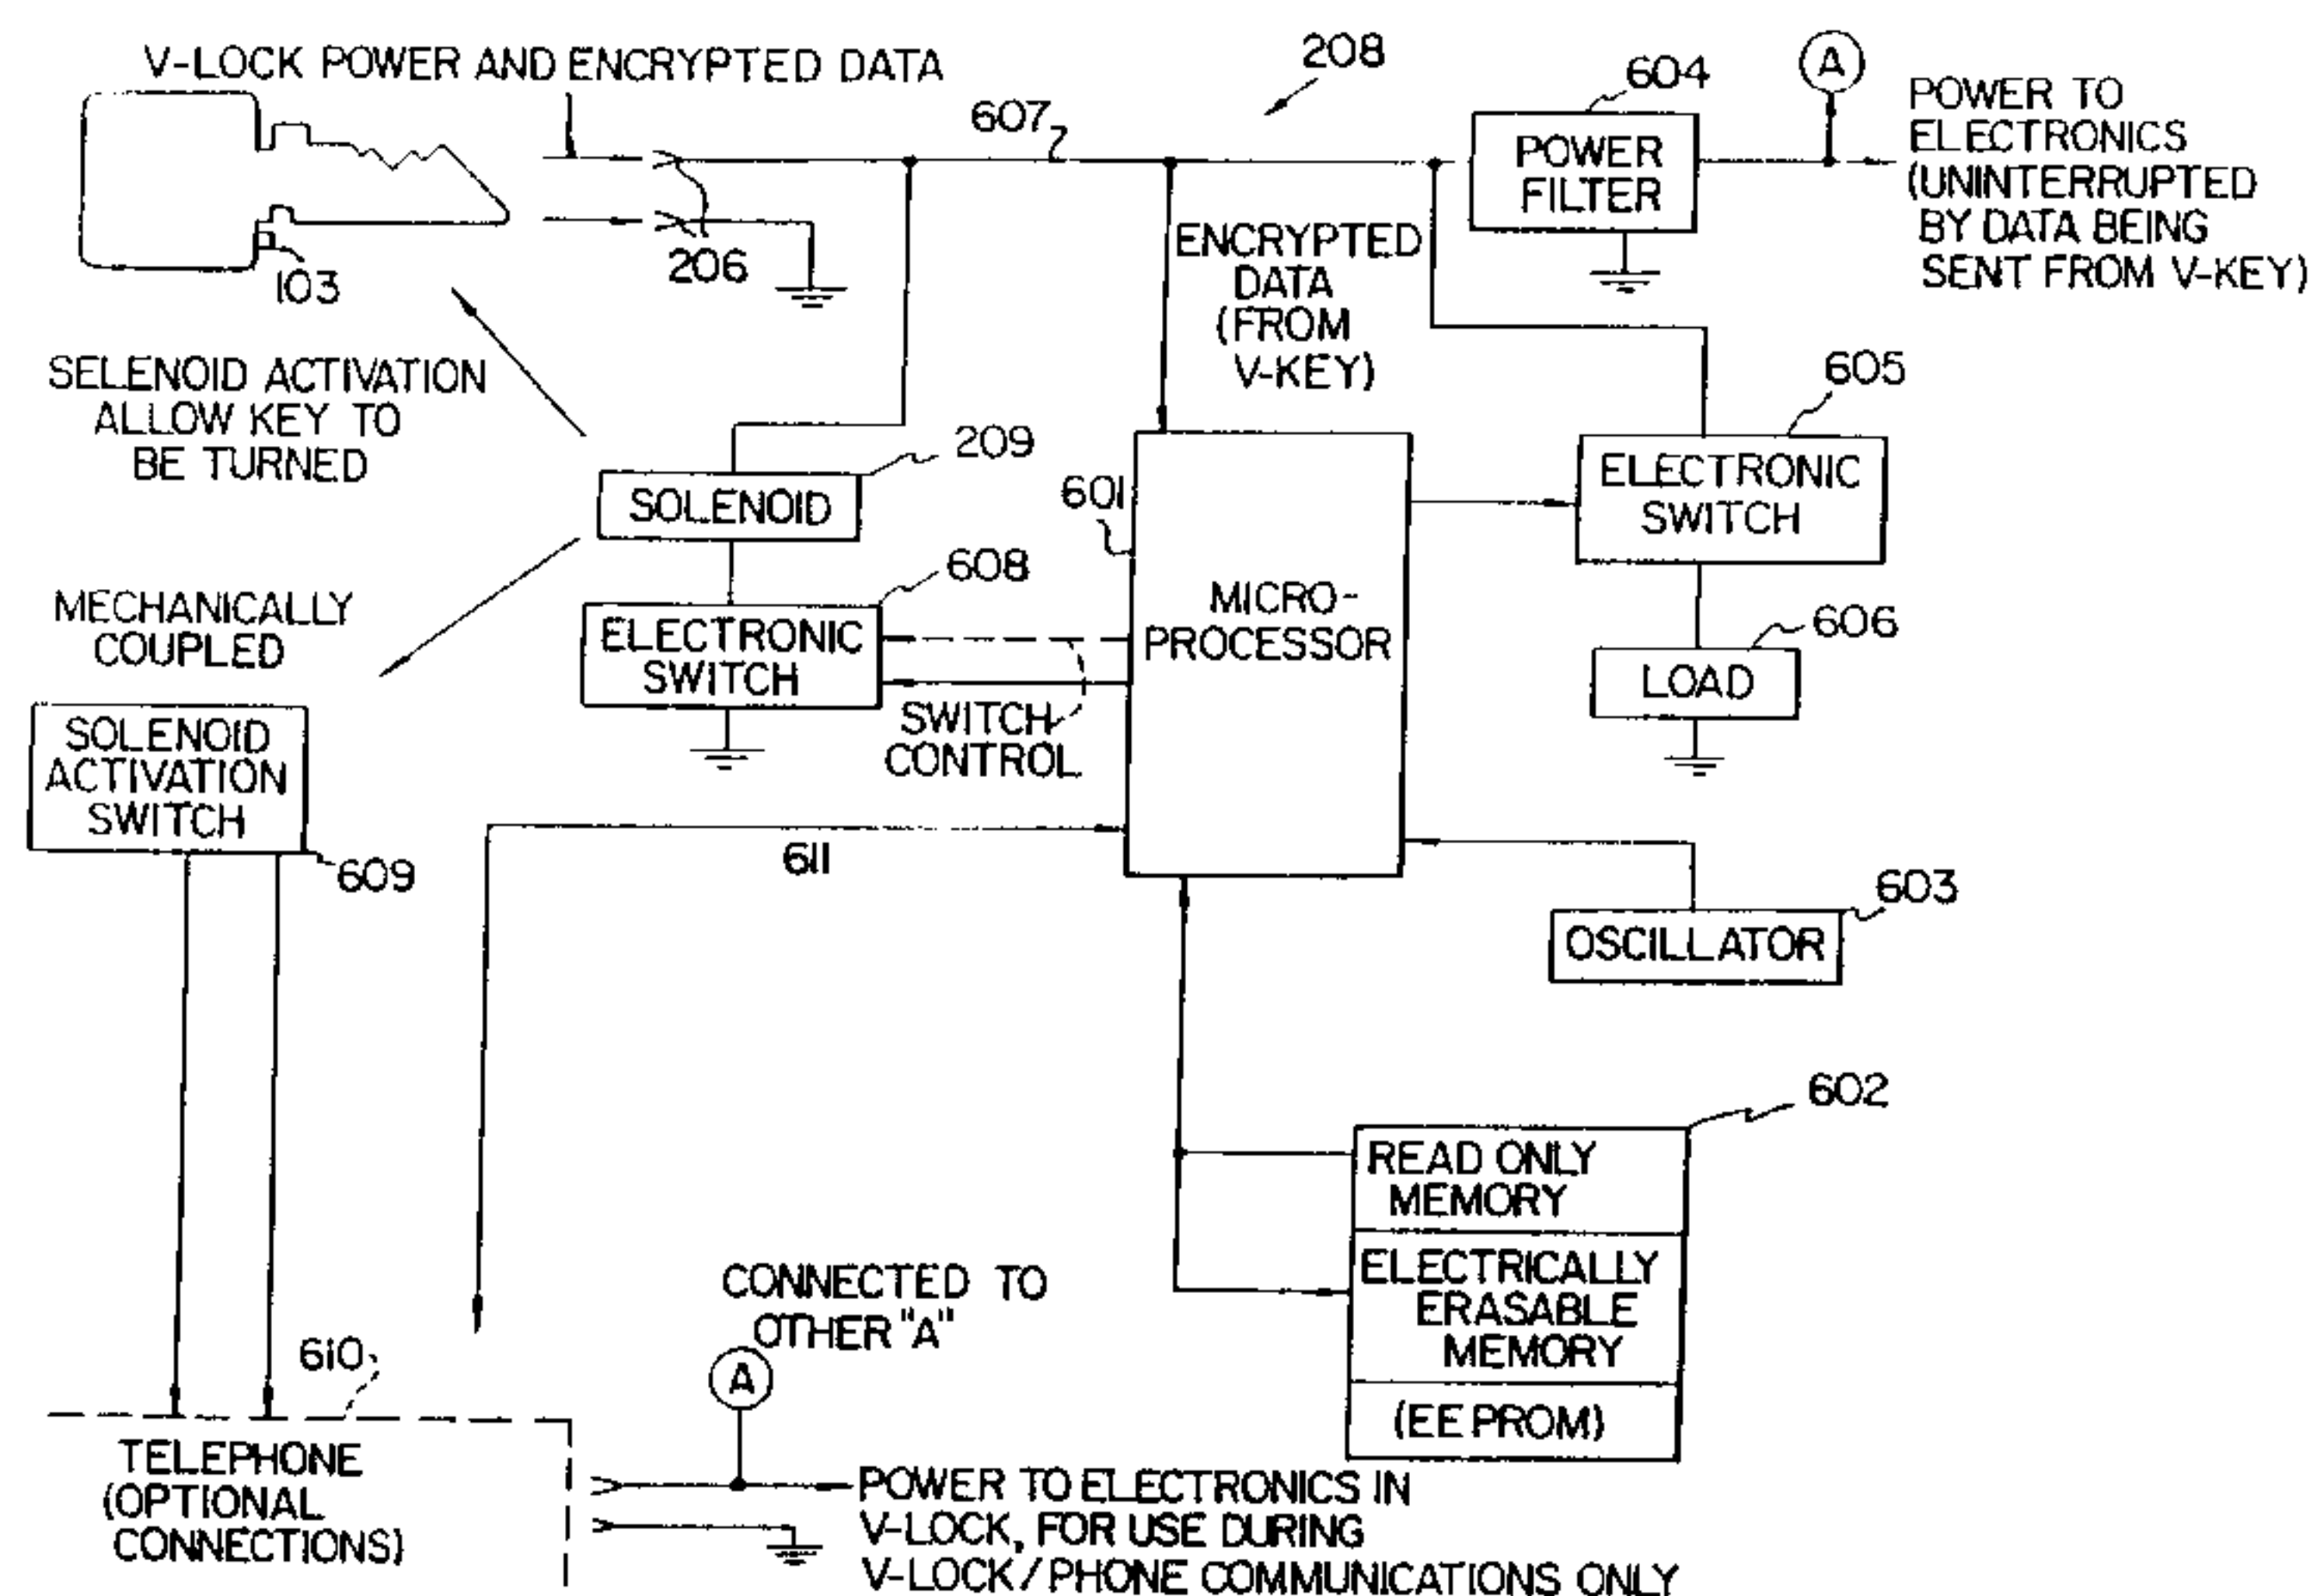 V-LOCK POWER AND ENCRYPTED DATA
208
604
A
POWER TO
ELECTRONICS
(UNINTERRUPTED
BY DATA BEING
SENT FROM V-KEY)
607
POWER
FILTER
103
206
ENCRYPTED
DATA
(FROM
V-KEY)
SELENOID ACTIVATION
ALLOW KEY TO
BE TURNED
209
SOLENOID
601
605
ELECTRONIC
SWITCH
608
ELECTRONIC
SWITCH
MICRO-
PROCESSOR
606
LOAD
MECHANICALLY
COUPLED
SWITCH
CONTROL
SOLENOID
ACTIVATION
SWITCH
609
611
603
OSCILLATOR
602
READ ONLY
MEMORY
ELECTRICALLY
ERASABLE
MEMORY
(EE PROM)
CONNECTED TO
OTHER "A"
A
610
TELEPHONE
(OPTIONAL
CONNECTIONS)
POWER TO ELECTRONICS IN
V-LOCK, FOR USE DURING
V-LOCK/PHONE COMMUNICATIONS ONLY